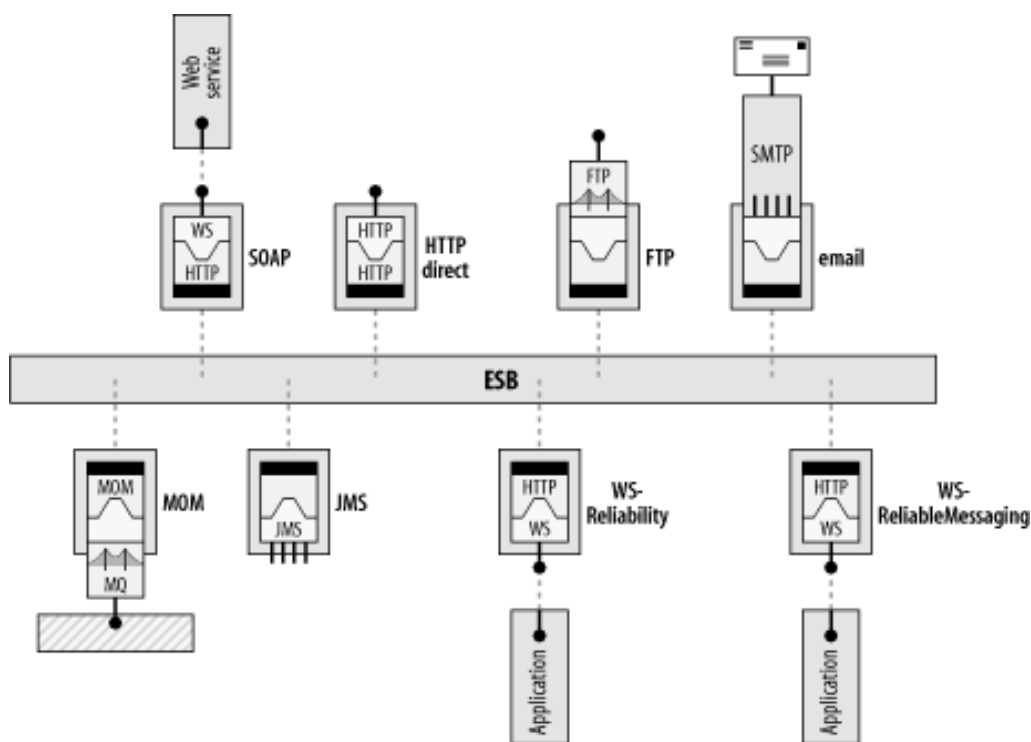 Web
service
SMTP
FTP
WS
HTTP
SOAP
HTTP
HTTP
HTTP
direct
FTP
email
ESB
MOM
MQ
MOM
JMS
JMS
HTTP
WS
WS-
Reliability
Application
HTTP
WS
WS-
ReliableMessaging
Application